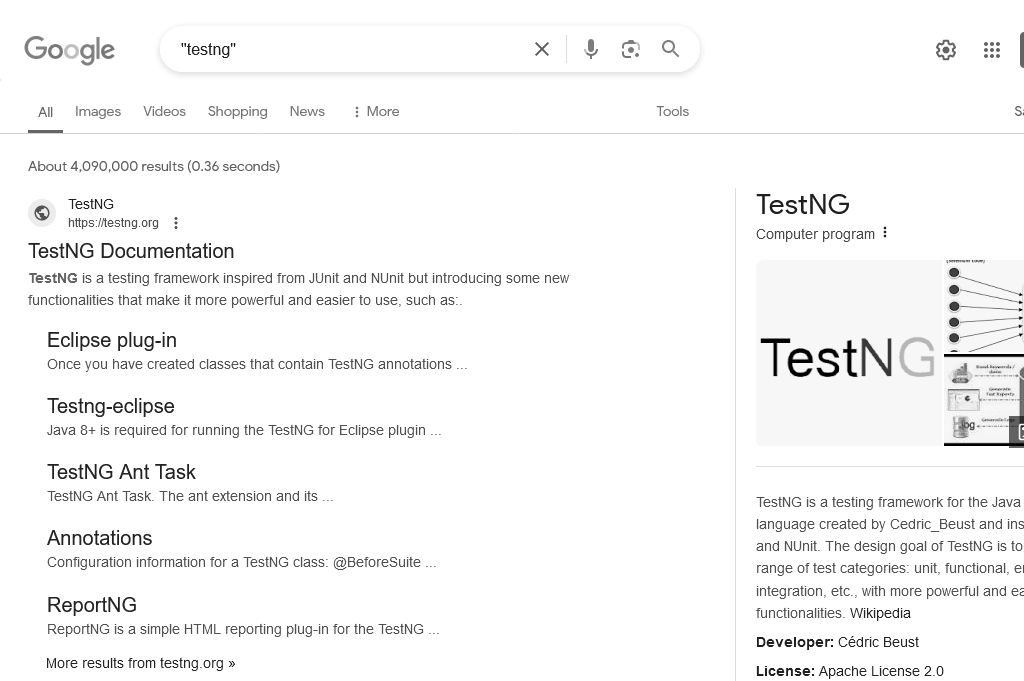 Google
"testng"
All
Images
Videos
Shopping
News
More
Tools
About 4,090,000 results (0.36 seconds)
TestNG
https://testng.org
TestNG Documentation
TestNG is a testing framework inspired from JUnit and NUnit but introducing some new
functionalities that make it more powerful and easier to use, such as:.
Eclipse plug-in
Once you have created classes that contain TestNG annotations ...
Testng-eclipse
Java 8+ is required for running the TestNG for Eclipse plugin ...
TestNG Ant Task
TestNG Ant Task. The ant extension and its ...
Annotations
Configuration information for a TestNG class: @BeforeSuite ...
ReportNG
ReportNG is a simple HTML reporting plug-in for the TestNG ...
More results from testng.org »
TestNG
Computer program
TestNG
TestNG is a testing framework for the Java
language created by Cedric_Beust and ins
and NUnit. The design goal of TestNG is to
range of test categories: unit, functional, e
integration, etc., with more powerful and ea
functionalities. Wikipedia
Developer: Cédric Beust
License: Apache License 2.0